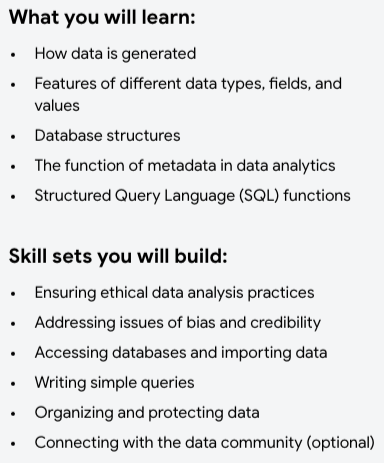 What you will learn:
• How data is generated
• Features of different data types, fields, and
values
• Database structures
• The function of metadata in data analytics
• Structured Query Language (SQL) functions
Skill sets you will build:
• Ensuring ethical data analysis practices
• Addressing issues of bias and credibility
• Accessing databases and importing data
• Writing simple queries
• Organizing and protecting data
• Connecting with the data community (optional)